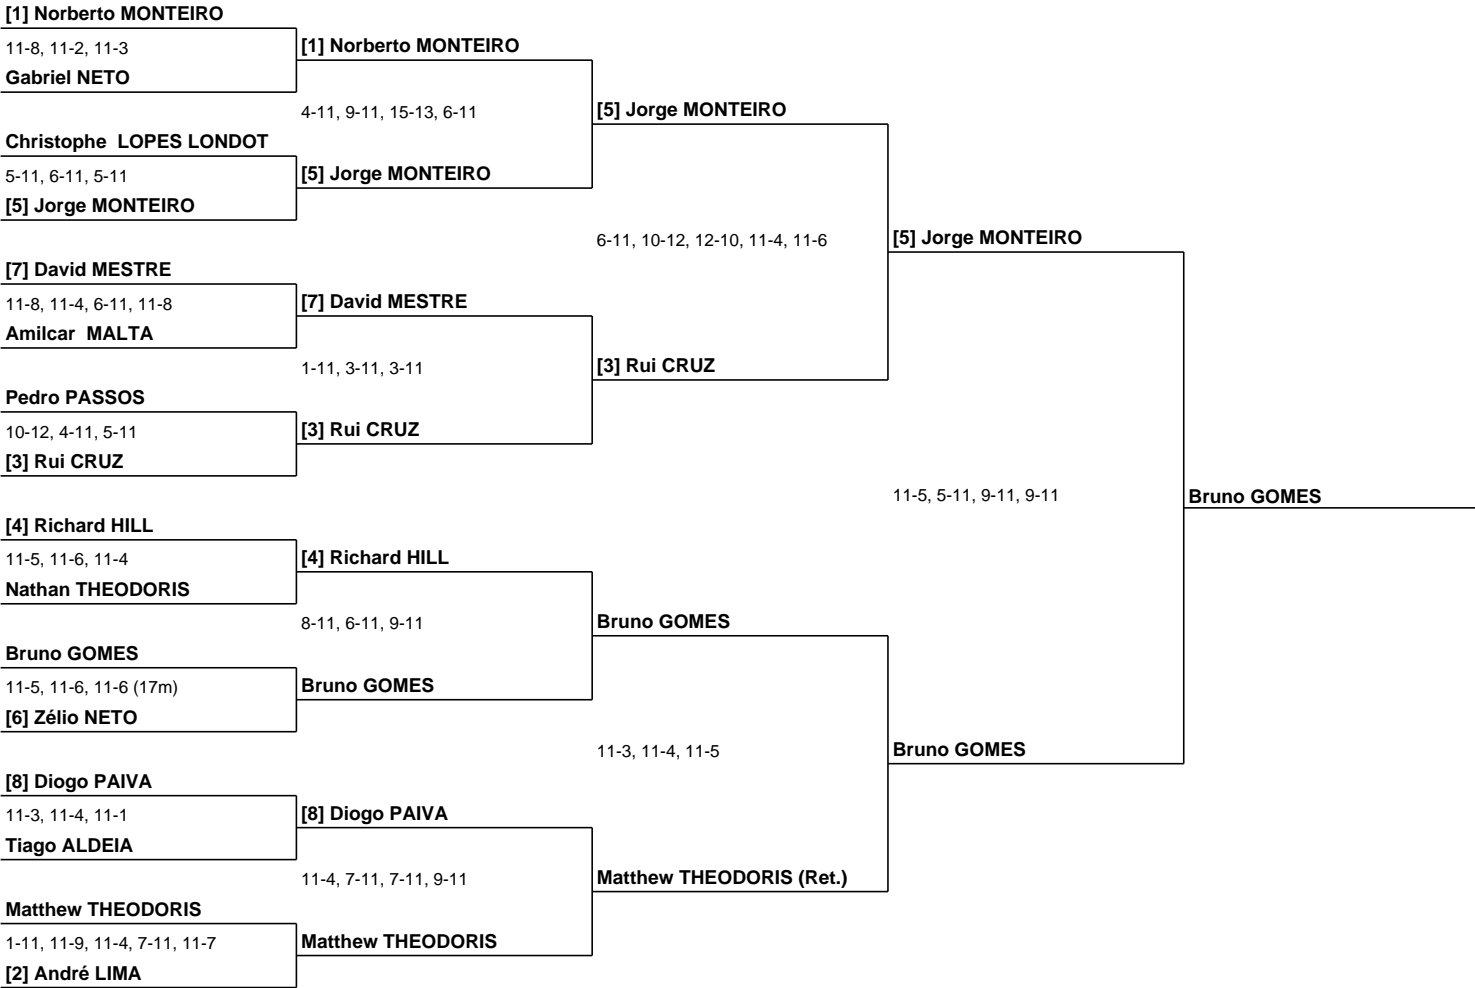 [1] Norberto MONTEIRO
11-8, 11-2, 11-3
Gabriel NETO
Christophe  LOPES LONDOT
5-11, 6-11, 5-11
[5] Jorge MONTEIRO
[7] David MESTRE
11-8, 11-4, 6-11, 11-8
Amilcar  MALTA
Pedro PASSOS
10-12, 4-11, 5-11
[3] Rui CRUZ
[4] Richard HILL
11-5, 11-6, 11-4
Nathan THEODORIS
Bruno GOMES
11-5, 11-6, 11-6 (17m)
[6] Zélio NETO
[8] Diogo PAIVA
11-3, 11-4, 11-1
Tiago ALDEIA
Matthew THEODORIS
1-11, 11-9, 11-4, 7-11, 11-7
[2] André LIMA
[1] Norberto MONTEIRO
4-11, 9-11, 15-13, 6-11
[5] Jorge MONTEIRO
[7] David MESTRE
1-11, 3-11, 3-11
[3] Rui CRUZ
[4] Richard HILL
8-11, 6-11, 9-11
Bruno GOMES
[8] Diogo PAIVA
11-4, 7-11, 7-11, 9-11
Matthew THEODORIS
[5] Jorge MONTEIRO
6-11, 10-12, 12-10, 11-4, 11-6
[3] Rui CRUZ
Bruno GOMES
11-3, 11-4, 11-5
Matthew THEODORIS (Ret.)
[5] Jorge MONTEIRO
11-5, 5-11, 9-11, 9-11
Bruno GOMES
Bruno GOMES